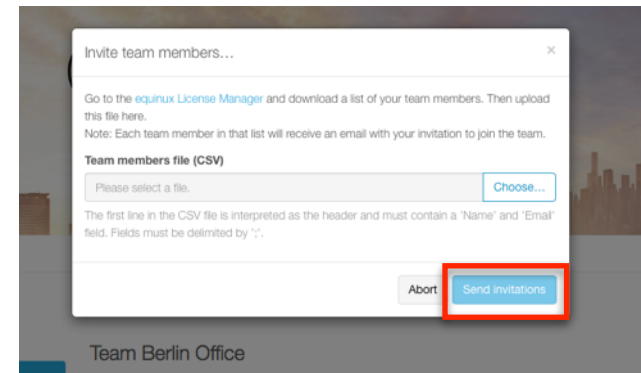 Invite team members...
×
Go to the equinux License Manager and download a list of your team members. Then upload
this file here.
Note: Each team member in that list will receive an email with your invitation to join the team.
Team members file (CSV)
Please select a file.
Choose...
The first line in the CSV file is interpreted as the header and must contain a 'Name' and 'Email'
field. Fields must be delimited by ';'.
Abort
Send invitations
Team Berlin Office